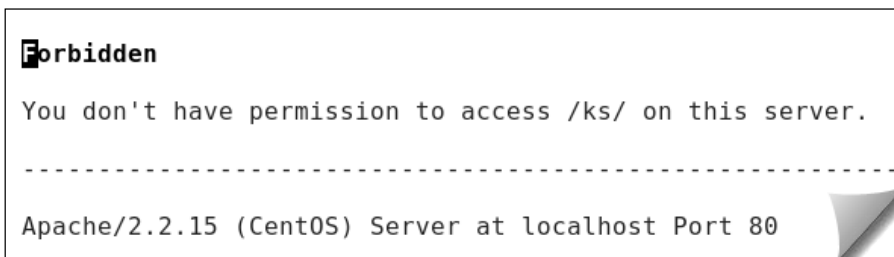 Forbidden
You don't have permission to access /ks/ on this server.
----------------------------------------------------------
Apache/2.2.15 (CentOS) Server at localhost Port 80